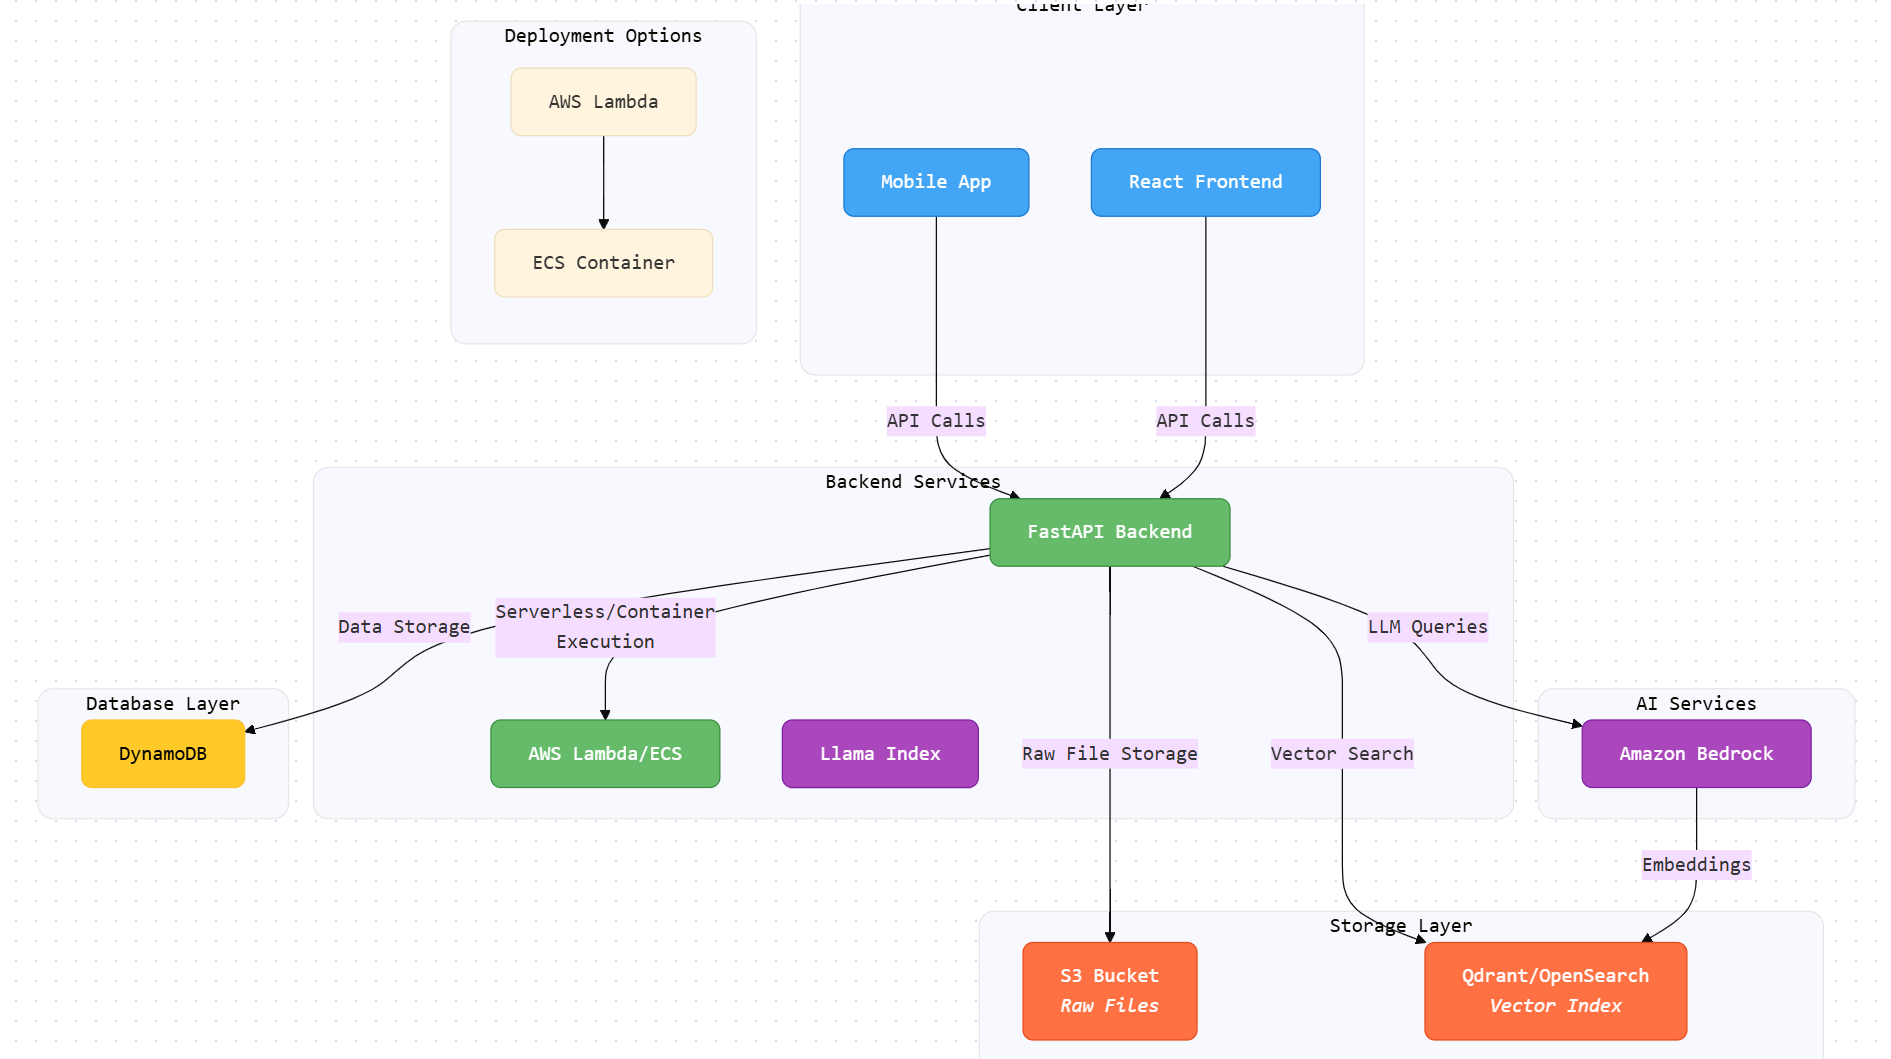 Client Layer
Deployment Options
AWS Lambda
Mobile App
React Frontend
ECS Container
API Calls
API Calls
Backend Services
FastAPI Backend
Serverless/Container
Execution
Data Storage
LLM Queries
Database Layer
AI Services
DynamoDB
AWS Lambda/ECS
Llama Index
Raw File Storage
Vector Search
Amazon Bedrock
Embeddings
Storage Layer
S3 Bucket
Raw Files
Qdrant/OpenSearch
Vector Index